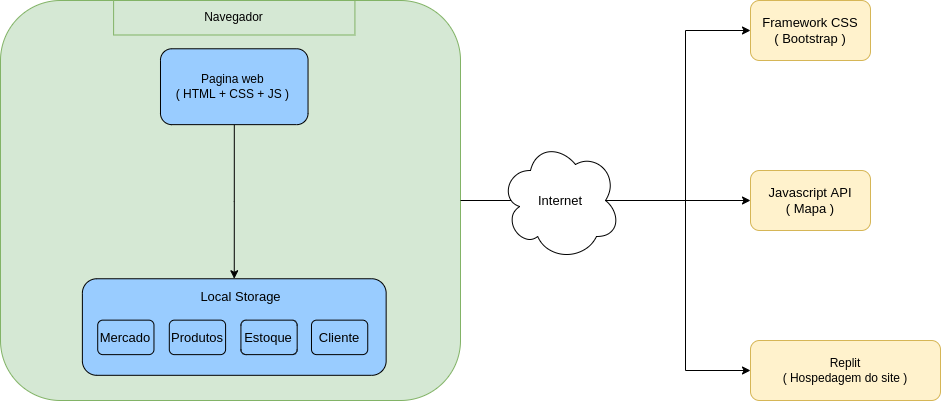 Navegador
Pagina web
( HTML + CSS + JS )
Local Storage
Mercado
Produtos
Estoque
Cliente
Internet
Framework CSS
( Bootstrap )
Javascript API
( Mapa )
Replit
( Hospedagem do site )